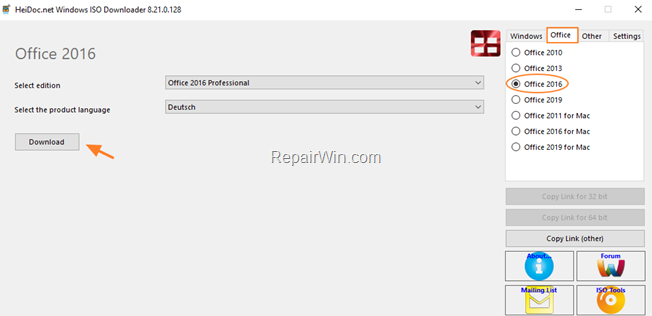 HeiDoc.net Windows ISO Downloader 8.21.0.128
Office 2016
Select edition
Office 2016 Professional
Select the product language
Deutsch
Download
RepairWin.com
Windows Office Other Settings
Office 2010
Office 2013
Office 2016
Office 2019
Office 2011 for Mac
Office 2016 for Mac
Office 2019 for Mac
Copy Link for 32 bit
Copy Link for 64 bit
Copy Link (other)
About... Forum
Mailing List ISO Tools